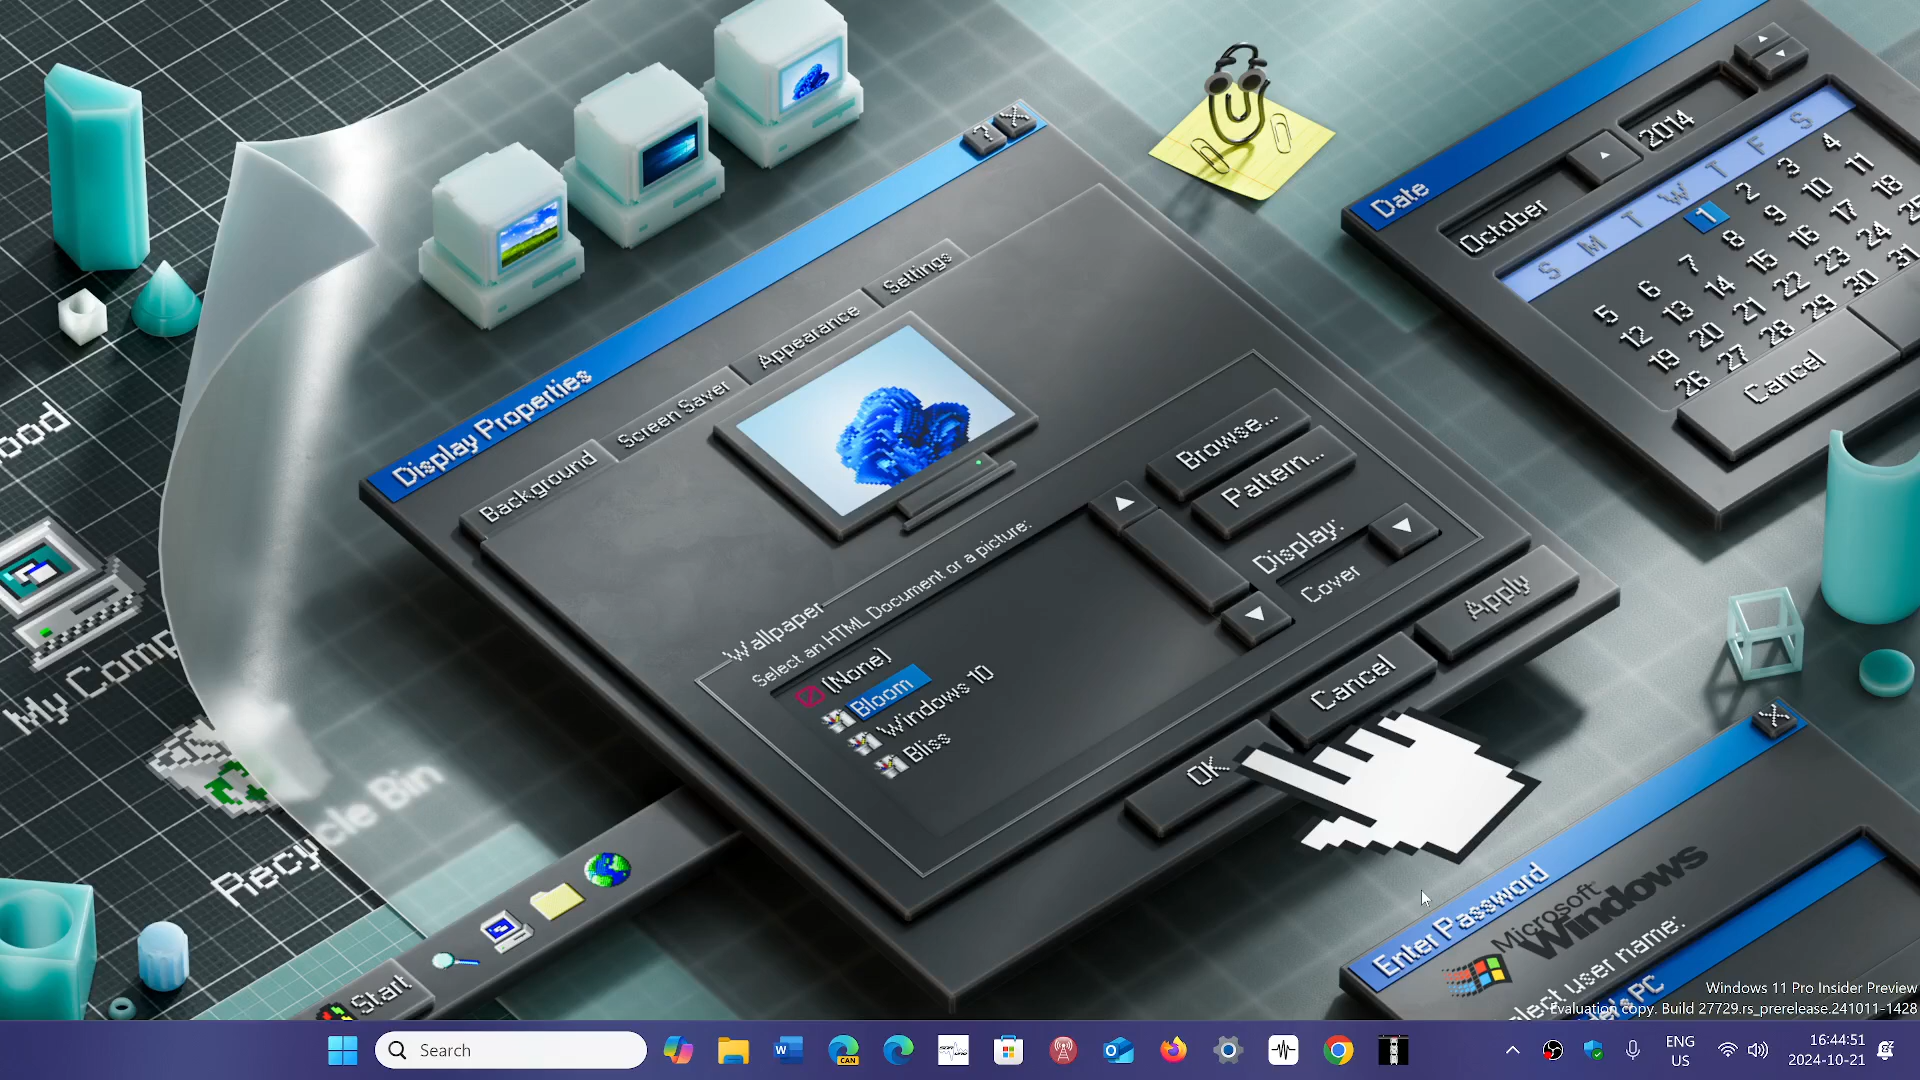 ood
My Comp
Recycle Bin
Start
Display Properties
?
X
Background
Screen Saver
Appearance
Settings
Wallpaper
Select an HTML Document or a picture:
(None)
Bloom
Windows 10
Bliss
Browse...
Pattern...
Display:
Cover
OK
Cancel
Apply
Date
October
2014
S M T W T F S
1 2 3 4
5 6 7 8 9 10 11
12 13 14 15 16 17 18
19 20 21 22 23 24 25
26 27 28 29 30 31
Cancel
X
Enter Password
Microsoft
Windows
elect user name:
's PC
Windows 11 Pro Insider Preview
Evaluation copy. Build 27729.rs_prerelease.241011-1428
Search
W
CAN
ENG
US
16:44:51
2024-10-21